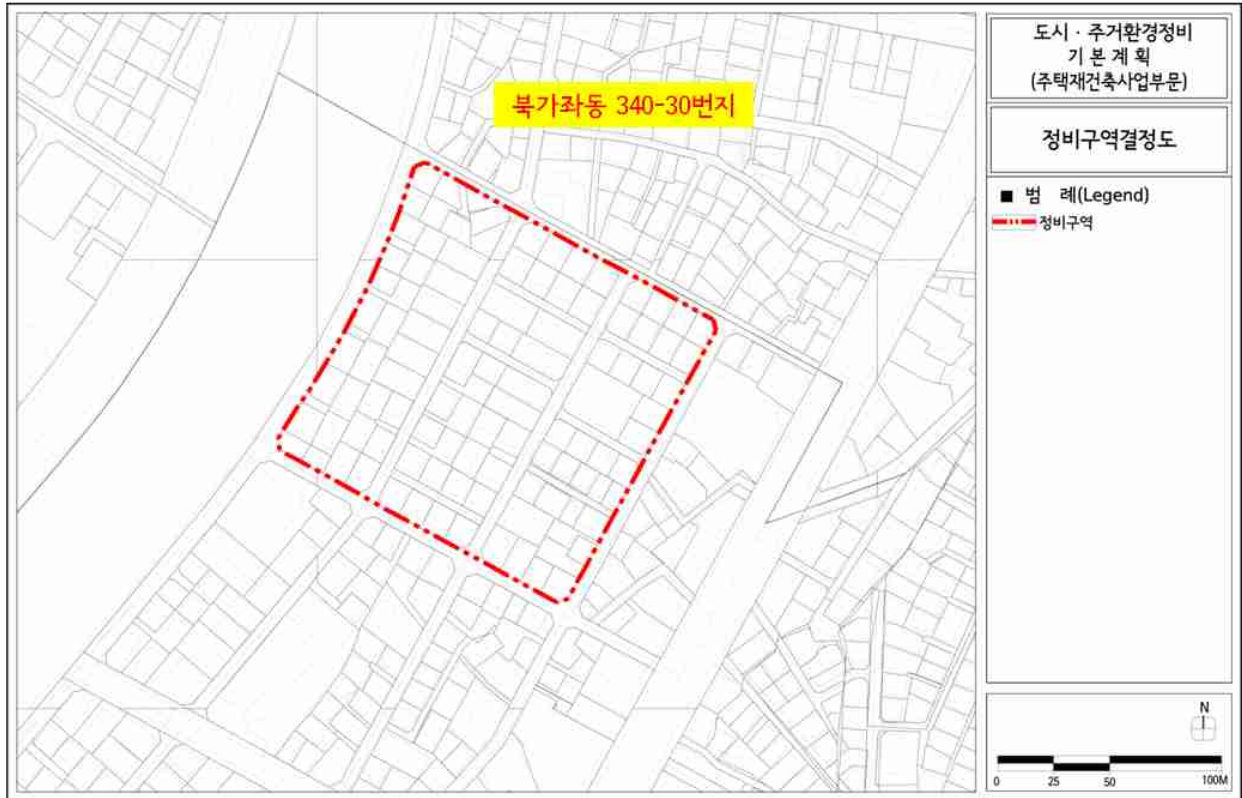 북가좌동 340-30번지
도시 · 주거환경정비
기 본 계 획
(주택재건축사업부문)
정비구역결정도
■ 범 례(Legend)
정비구역
N
0 25 50 100M